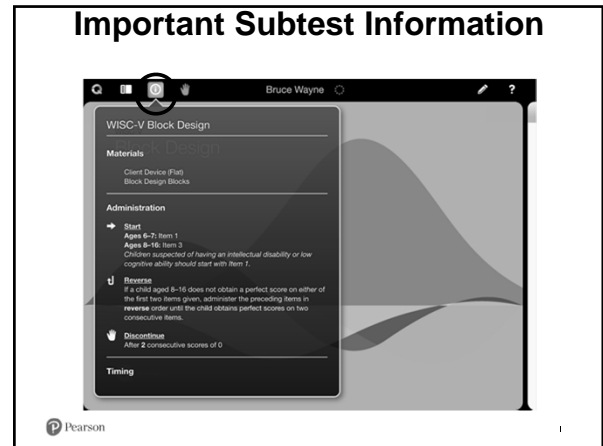 Important Subtest Information
Bruce Wayne
?
WISC-V Block Design
Block Design
Materials
Client Device (Flat)
Block Design Blocks
Administration
Start
Ages 6–7: Item 1
Ages 8–16: Item 3
Children suspected of having an intellectual disability or low
cognitive ability should start with Item 1.
Reverse
If a child aged 8–16 does not obtain a perfect score on either of
the first two items given, administer the preceding items in
reverse order until the child obtains perfect scores on two
consecutive items.
Discontinue
After 2 consecutive scores of 0
Timing
Pearson